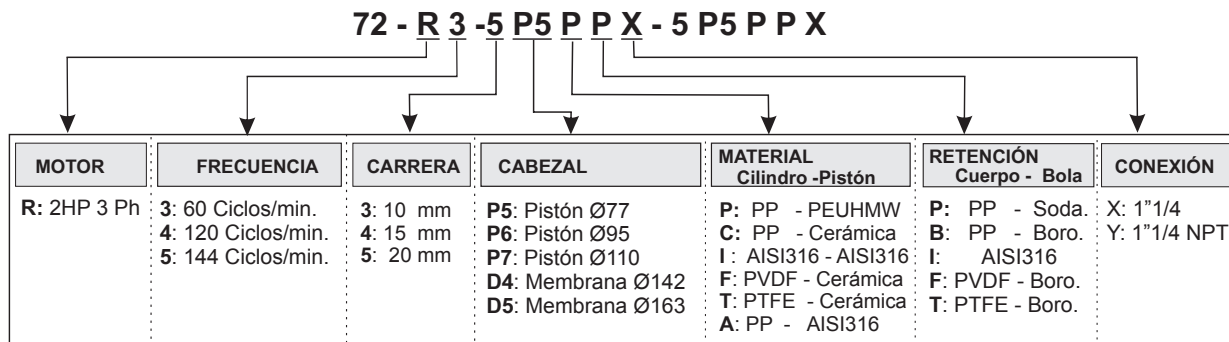 72 - R 3 -5 P5 P P X - 5 P5 P P X
MOTOR
R: 2HP 3 Ph
FRECUENCIA
3: 60 Ciclos/min.
4: 120 Ciclos/min.
5: 144 Ciclos/min.
CARRERA
3: 10 mm
4: 15 mm
5: 20 mm
CABEZAL
P5: Pistón Ø77
P6: Pistón Ø95
P7: Pistón Ø110
D4: Membrana Ø142
D5: Membrana Ø163
MATERIAL
Cilindro -Pistón
P: PP - PEUHMW
C: PP - Cerámica
I : AISI316 - AISI316
F: PVDF - Cerámica
T: PTFE - Cerámica
A: PP - AISI316
RETENCIÓN
Cuerpo - Bola
P: PP - Soda.
B: PP - Boro.
I: AISI316
F: PVDF - Boro.
T: PTFE - Boro.
CONEXIÓN
X: 1"1/4
Y: 1"1/4 NPT